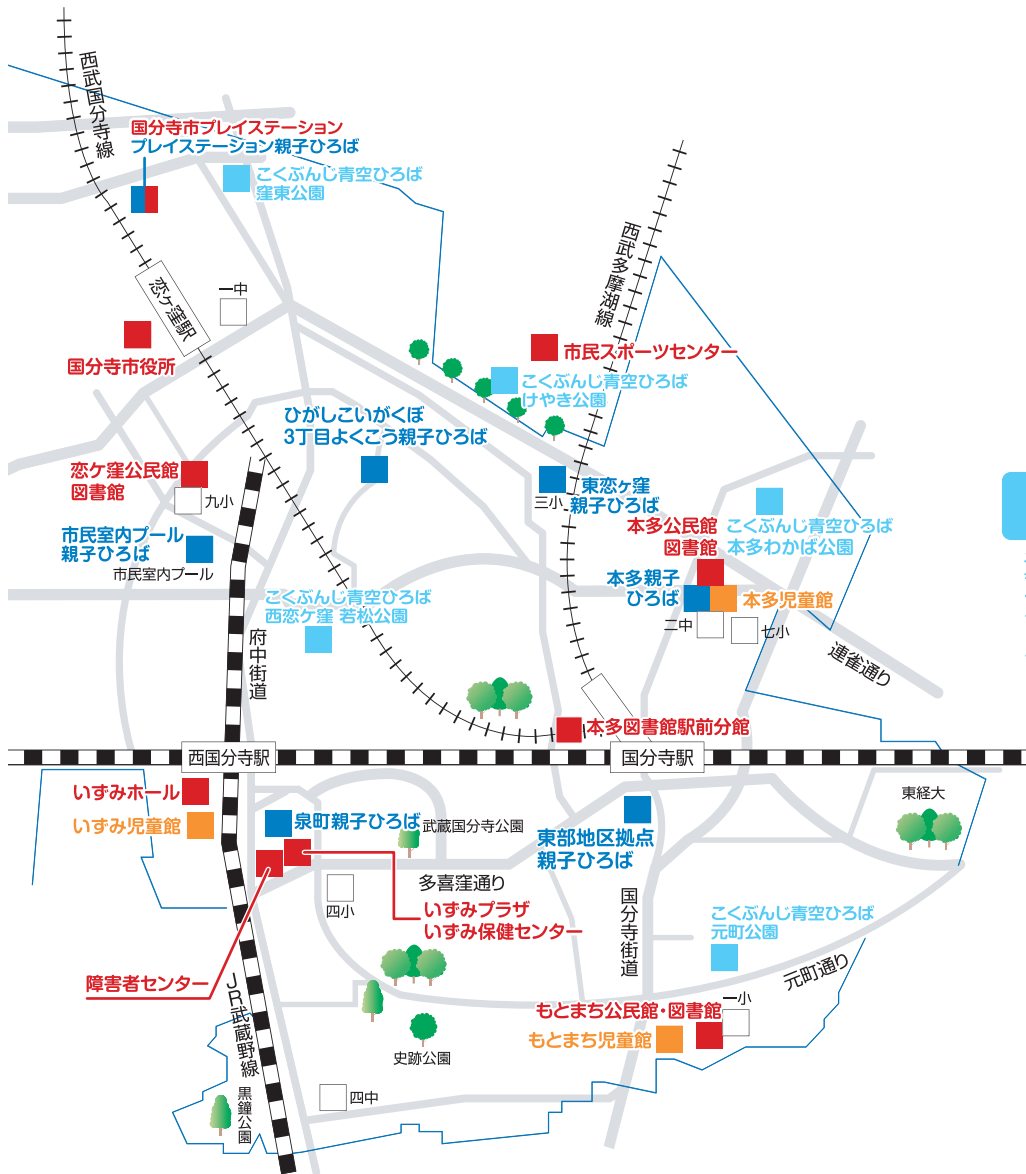 西武国分寺線
国分寺市プレイステーション
プレイステーション親子ひろば
こくぶんじ青空ひろば
窪東公園
西武多摩湖線
恋ヶ窪駅
一中
国分寺市役所
市民スポーツセンター
こくぶんじ青空ひろば
けやき公園
ひがしこいがくぼ
3丁目よくこう親子ひろば
恋ケ窪公民館
図書館
九小
東恋ヶ窪
親子ひろば
三小
市民室内プール
親子ひろば
市民室内プール
本多公民館
図書館
こくぶんじ青空ひろば
本多わかば公園
本多親子
ひろば
本多児童館
二中
七小
こくぶんじ青空ひろば
西恋ケ窪 若松公園
府中街道
連雀通り
本多図書館駅前分館
西国分寺駅
国分寺駅
いずみホール
いずみ児童館
泉町親子ひろば
武蔵国分寺公園
東部地区拠点
親子ひろば
東経大
多喜窪通り
四小
いずみプラザ
いずみ保健センター
国分寺街道
こくぶんじ青空ひろば
元町公園
元町通り
障害者センター
JR武蔵野線
もとまち公民館・図書館
一小
もとまち児童館
史跡公園
四中
黒鐘公園